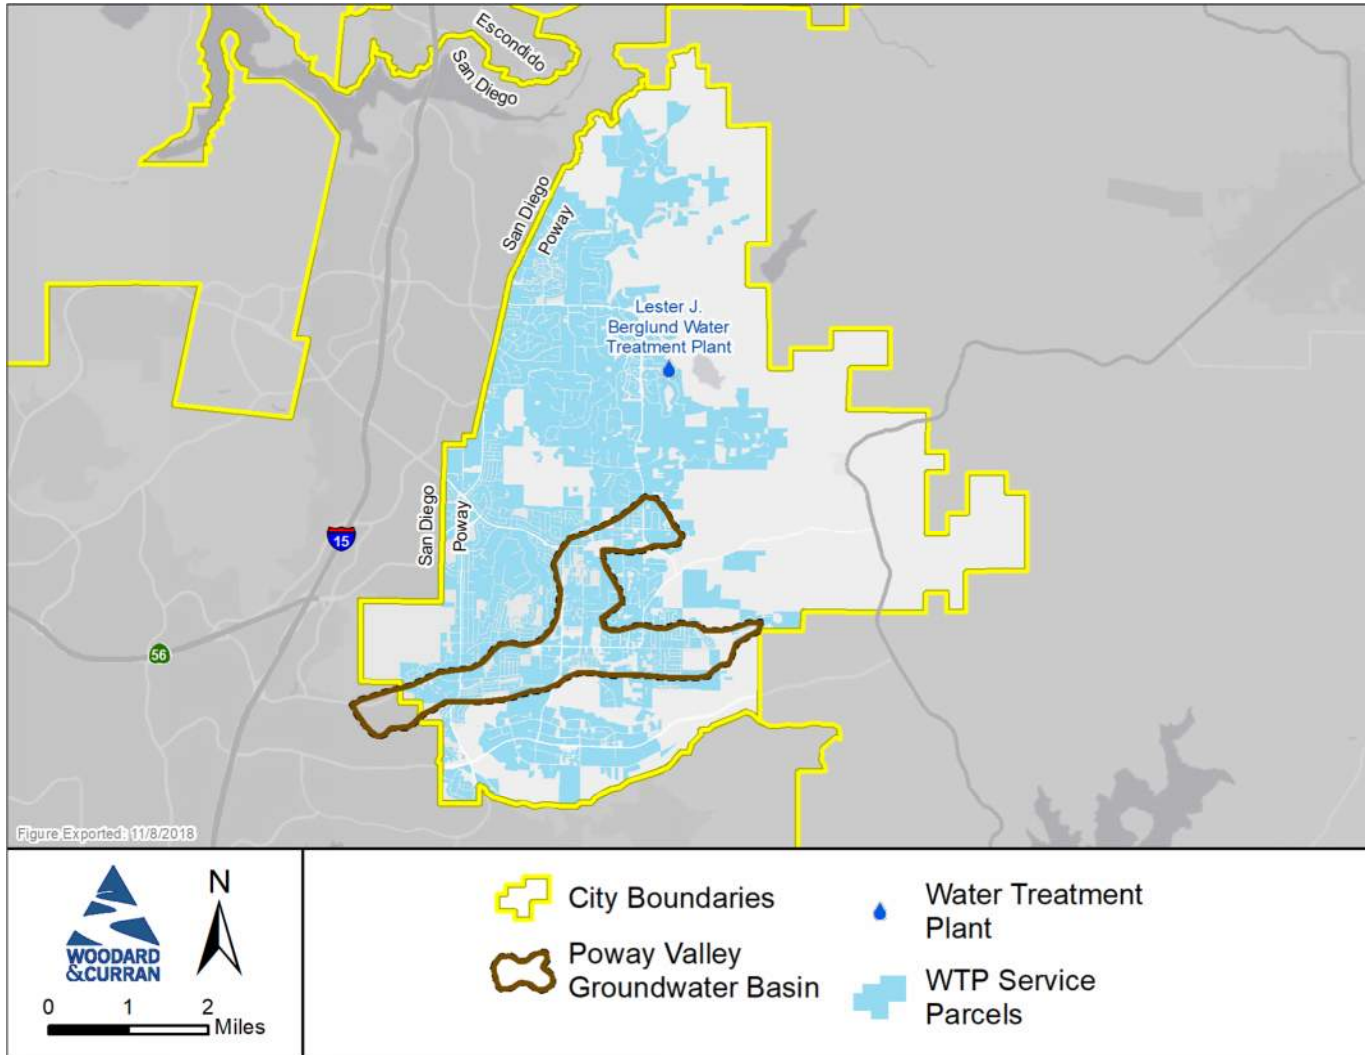 Escondido
San Diego
San Diego
Poway
Lester J.
Berglund Water
Treatment Plant
San Diego
Poway
15
56
Figure Exported: 11/8/2018
WOODARD
&CURRAN
N
0 1 2
Miles
City Boundaries
Poway Valley
Groundwater Basin
Water Treatment
Plant
WTP Service
Parcels